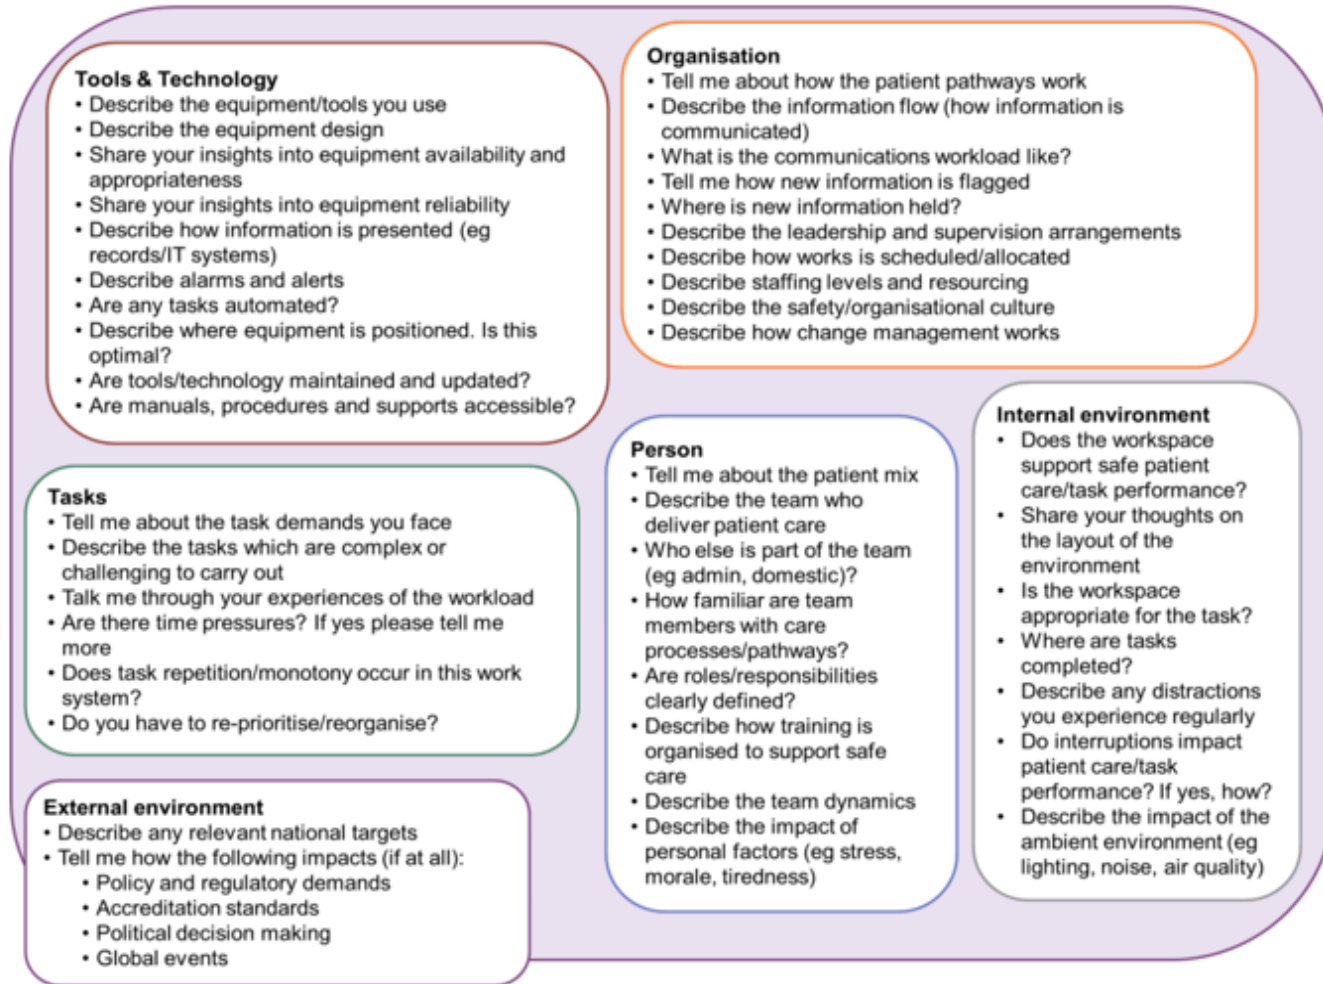 Tools & Technology
• Describe the equipment/tools you use
• Describe the equipment design
• Share your insights into equipment availability and
appropriateness
• Share your insights into equipment reliability
• Describe how information is presented (eg
records/IT systems)
• Describe alarms and alerts
• Are any tasks automated?
• Describe where equipment is positioned. Is this
optimal?
• Are tools/technology maintained and updated?
• Are manuals, procedures and supports accessible?
Organisation
• Tell me about how the patient pathways work
• Describe the information flow (how information is
communicated)
• What is the communications workload like?
• Tell me how new information is flagged
• Where is new information held?
• Describe the leadership and supervision arrangements
• Describe how works is scheduled/allocated
• Describe staffing levels and resourcing
• Describe the safety/organisational culture
• Describe how change management works
Tasks
• Tell me about the task demands you face
• Describe the tasks which are complex or
challenging to carry out
• Talk me through your experiences of the workload
• Are there time pressures? If yes please tell me
more
• Does task repetition/monotony occur in this work
system?
• Do you have to re-prioritise/reorganise?
Person
• Tell me about the patient mix
• Describe the team who
deliver patient care
• Who else is part of the team
(eg admin, domestic)?
• How familiar are team
members with care
processes/pathways?
• Are roles/responsibilities
clearly defined?
• Describe how training is
organised to support safe
care
• Describe the team dynamics
• Describe the impact of
personal factors (eg stress,
morale, tiredness)
Internal environment
• Does the workspace
support safe patient
care/task performance?
• Share your thoughts on
the layout of the
environment
• Is the workspace
appropriate for the task?
• Where are tasks
completed?
• Describe any distractions
you experience regularly
• Do interruptions impact
patient care/task
performance? If yes, how?
• Describe the impact of the
ambient environment (eg
lighting, noise, air quality)
External environment
• Describe any relevant national targets
• Tell me how the following impacts (if at all):
• Policy and regulatory demands
• Accreditation standards
• Political decision making
• Global events